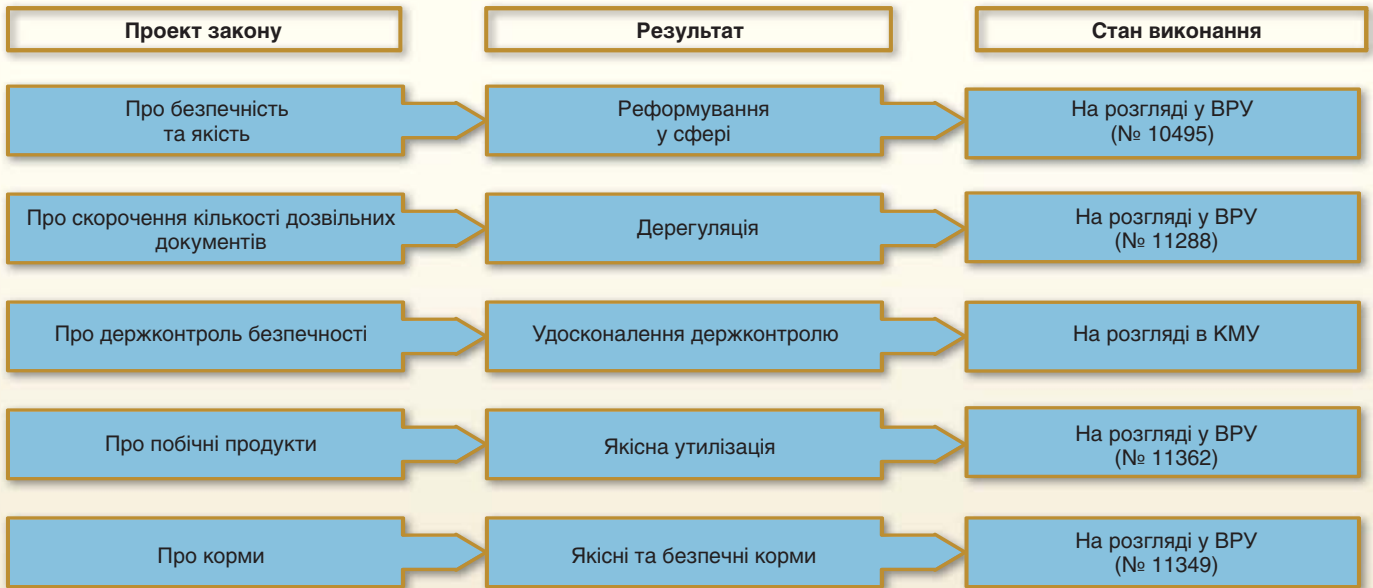 Проект закону
Результат
Стан виконання
Про безпечність
та якість
Реформування
у сфері
На розгляді у ВРУ
(№ 10495)
Про скорочення кількості дозвільних
документів
Дерегуляція
На розгляді у ВРУ
(№ 11288)
Про держконтроль безпечності
Удосконалення держконтролю
На розгляді в КМУ
Про побічні продукти
Якісна утилізація
На розгляді у ВРУ
(№ 11362)
Про корми
Якісні та безпечні корми
На розгляді у ВРУ
(№ 11349)